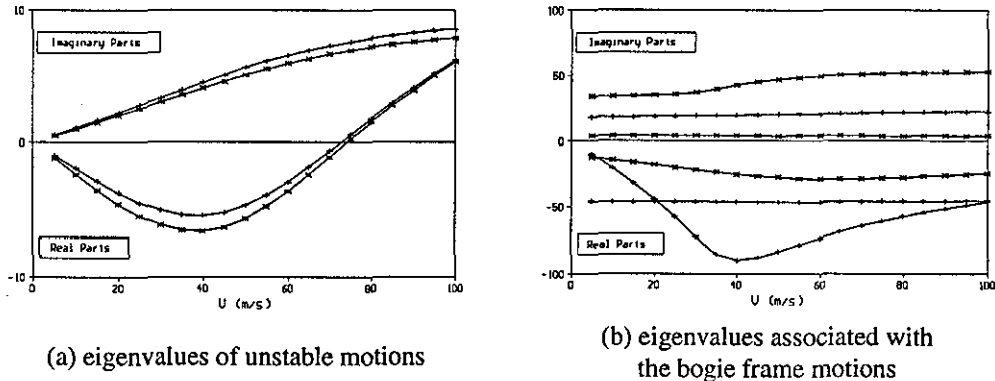 10
Imaginary Parts
0
Real Parts
-10
0 20 40 60 80 100
U (m/s)
(a) eigenvalues of unstable motions
100
Imaginary Parts
50
0
-50
Real Parts
-100
0 20 40 60 80 100
V (m/s)
(b) eigenvalues associated with
the bogie frame motions